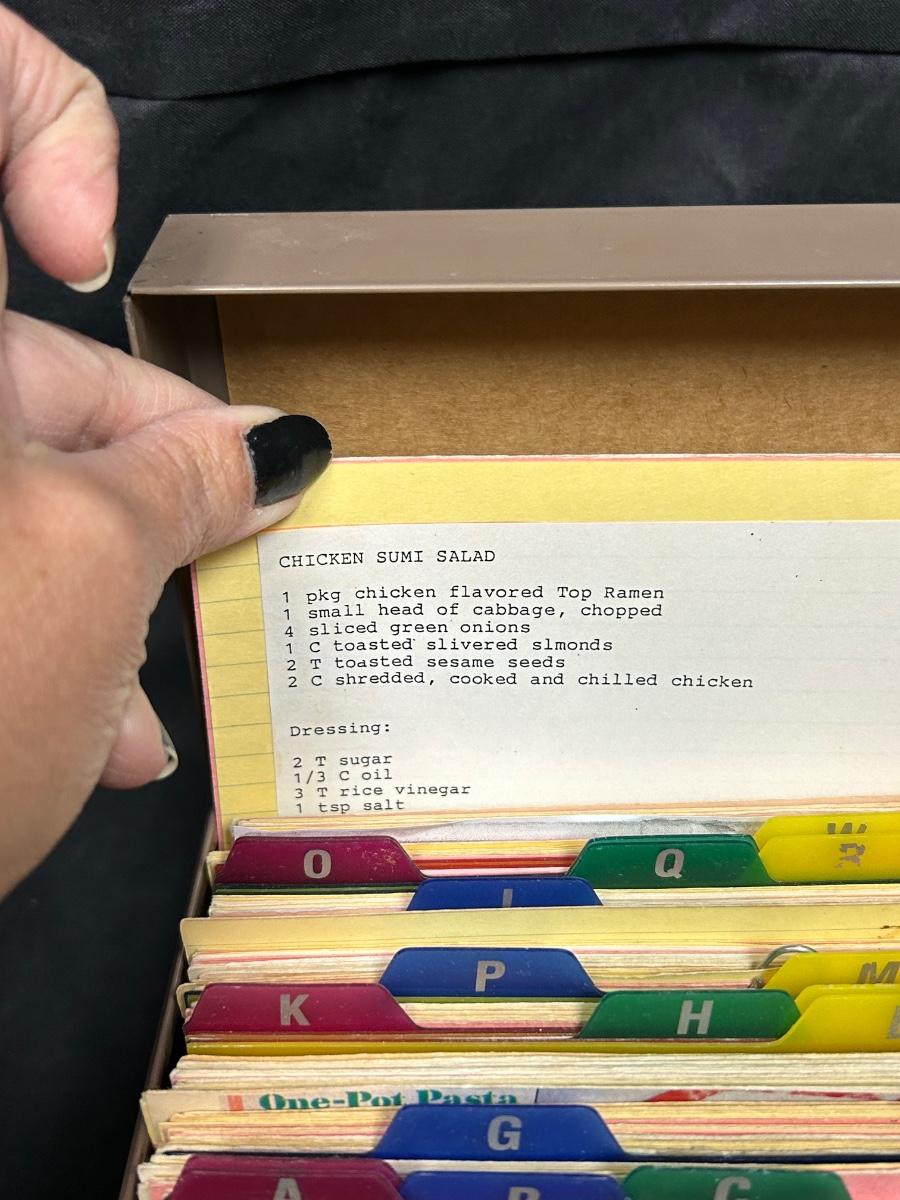 CHICKEN SUMI SALAD
1 pkg chicken flavored Top Ramen
1 small head of cabbage, chopped
4 sliced green onions
1 C toasted slivered slmonds
2 T toasted sesame seeds
2 C shredded, cooked and chilled chicken
Dressing:
2 T sugar
1/3 C oil
3 T rice vinegar
1 tsp salt
W
O Q R
P M
K H
One-Pot Pasta
G
A C